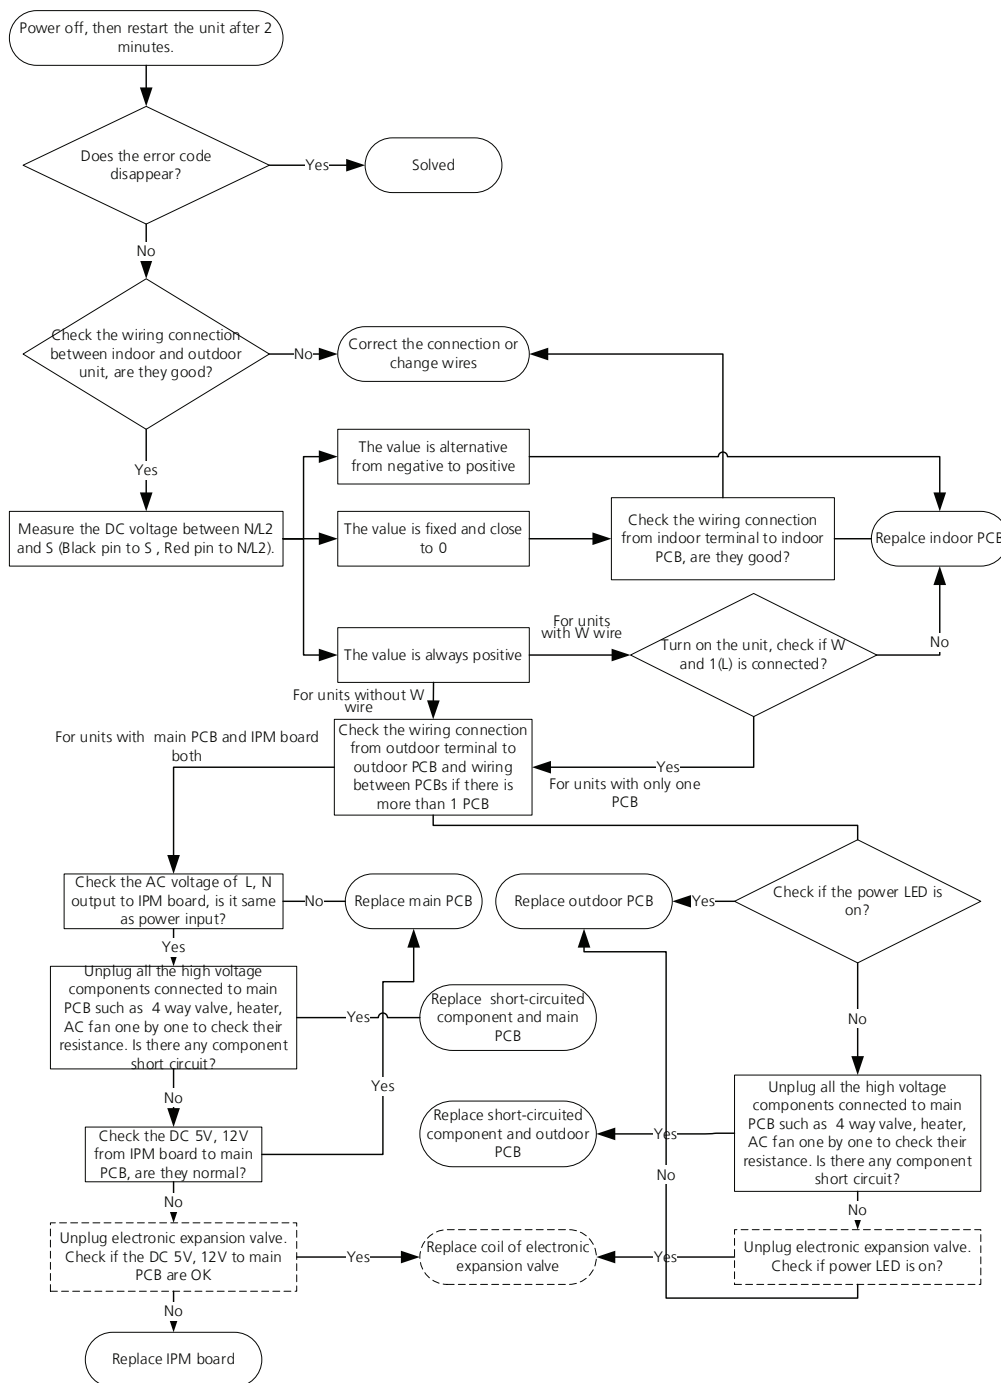 Power off, then restart the unit after 2
minutes.
Does the error code
disappear?
Yes
Solved
No
Check the wiring connection
between indoor and outdoor
unit, are they good?
No
Correct the connection or
change wires
Yes
The value is alternative
from negative to positive
Measure the DC voltage between N/L2
and S (Black pin to S , Red pin to N/L2).
The value is fixed and close
to 0
Check the wiring connection
from indoor terminal to indoor
PCB, are they good?
Repalce indoor PCB
The value is always positive
For units
with W wire
Turn on the unit, check if W
and 1(L) is connected?
No
For units without W
wire
Yes
For units with main PCB and IPM board
both
Check the wiring connection
from outdoor terminal to
outdoor PCB and wiring
between PCBs if there is
more than 1 PCB
For units with only one
PCB
Check the AC voltage of L, N
output to IPM board, is it same
as power input?
No
Replace main PCB
Replace outdoor PCB
Yes
Check if the power LED is
on?
Yes
Unplug all the high voltage
components connected to main
PCB such as 4 way valve, heater,
AC fan one by one to check their
resistance. Is there any component
short circuit?
Yes
Replace short-circuited
component and main
PCB
No
No
Yes
Check the DC 5V, 12V
from IPM board to main
PCB, are they normal?
Replace short-circuited
component and outdoor
PCB
Yes
Unplug all the high voltage
components connected to main
PCB such as 4 way valve, heater,
AC fan one by one to check their
resistance. Is there any component
short circuit?
No
No
No
Unplug electronic expansion valve.
Check if the DC 5V, 12V to main
PCB are OK
Yes
Replace coil of electronic
expansion valve
Yes
Unplug electronic expansion valve.
Check if power LED is on?
No
Replace IPM board